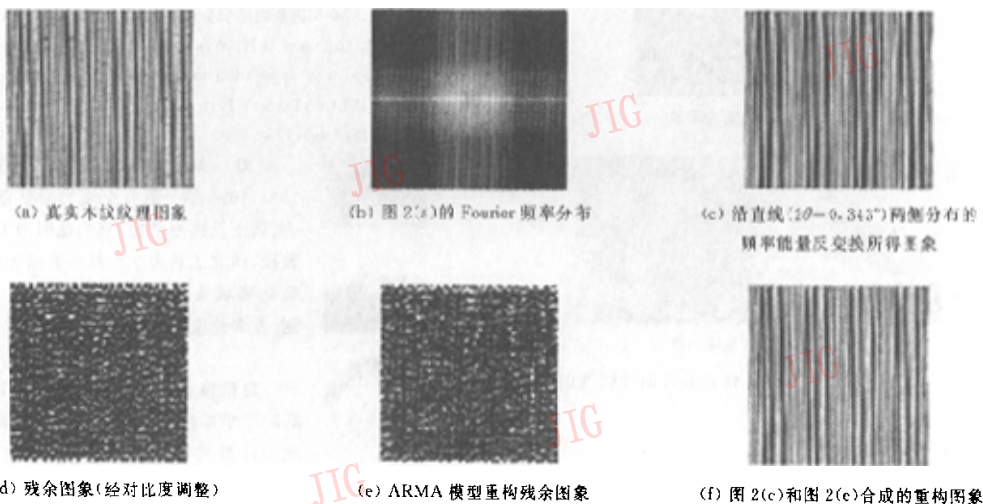 (a) 真实木纹纹理图象
(b) 图 2(a)的 Fourier 频率分布
(c) 沿直线(2θ=0.343°)两侧分布的
频率能量反变换所得图象
d) 残余图象(经对比度调整)
(e) ARMA 模型重构残余图象
(f) 图 2(c)和图 2(e)合成的重构图象
JIG
JIG
JIG
JIG
JIG
JIG
JIG